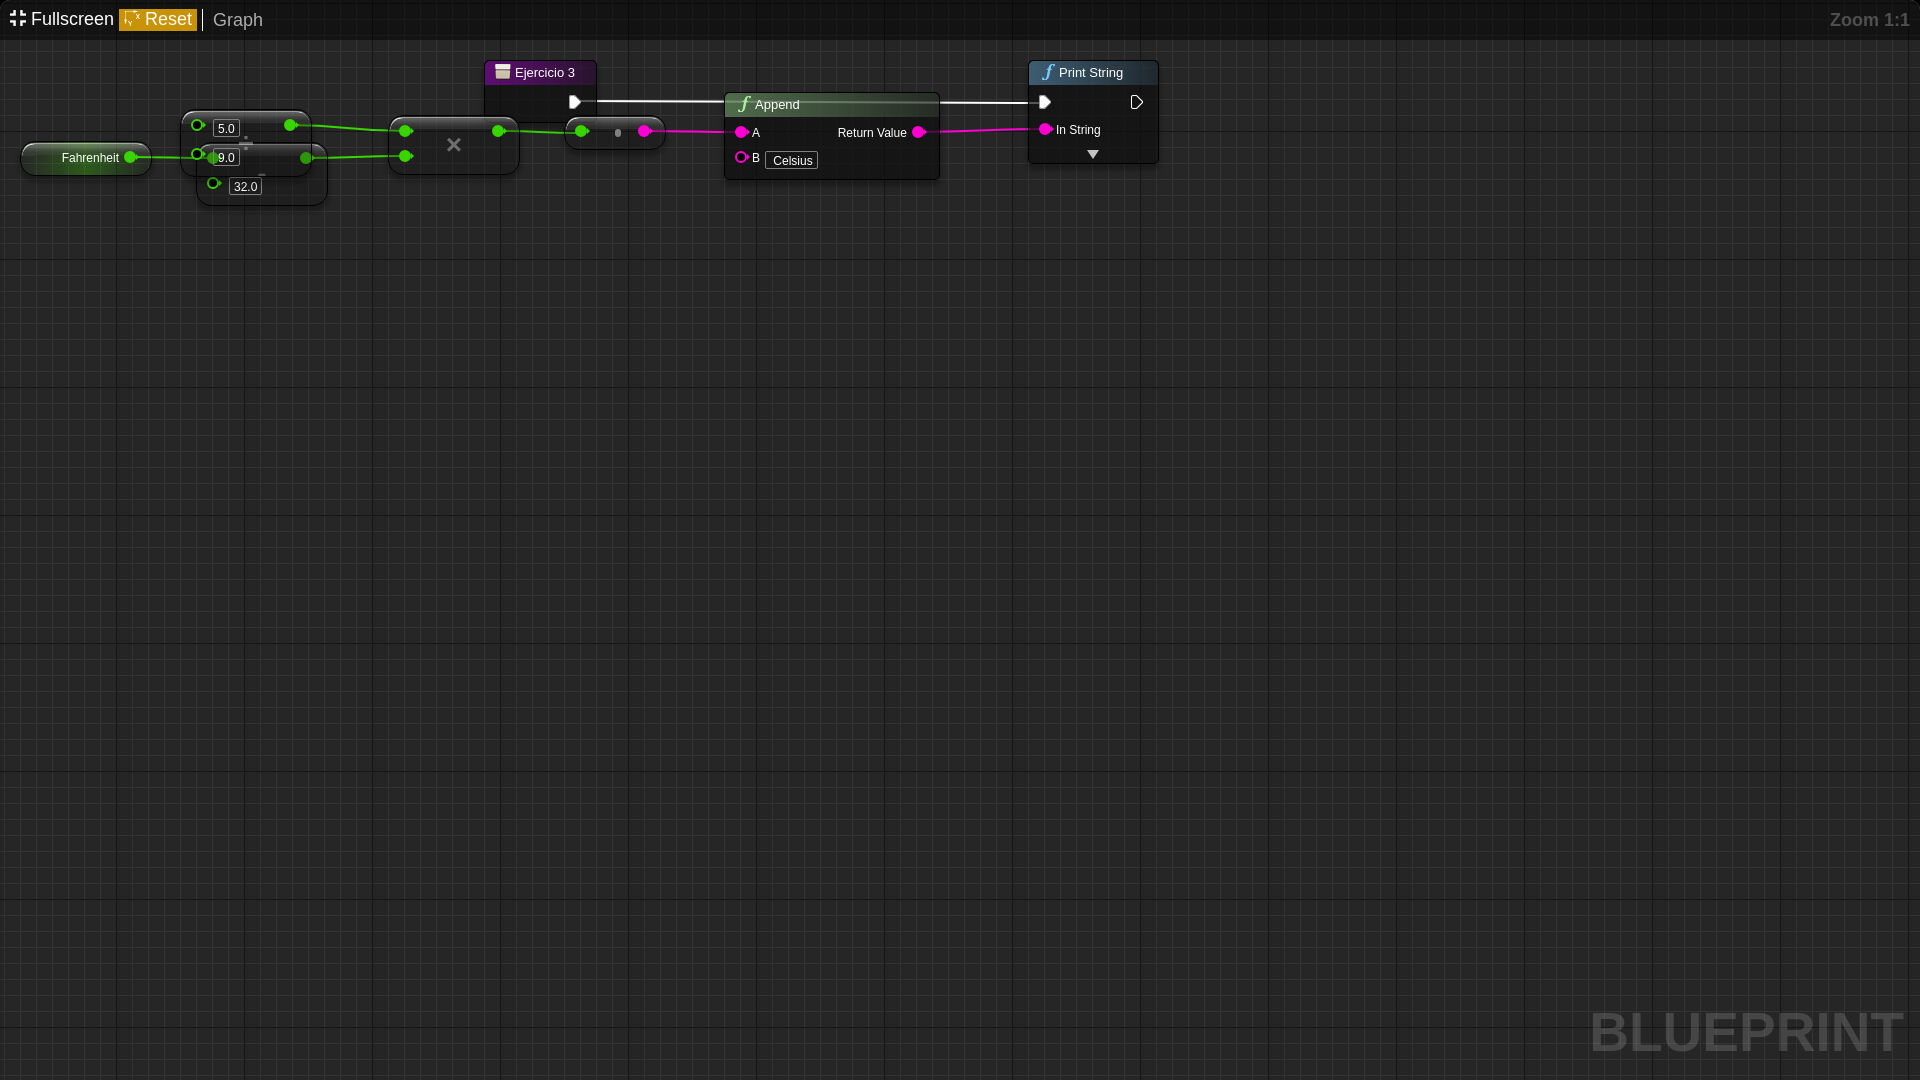 Fullscreen Reset Graph Zoom 1:1
Ejercicio 3
Print String
Append
In String
5.0
9.0
32.0
Fahrenheit
A
Return Value
B Celsius
BLUEPRINT